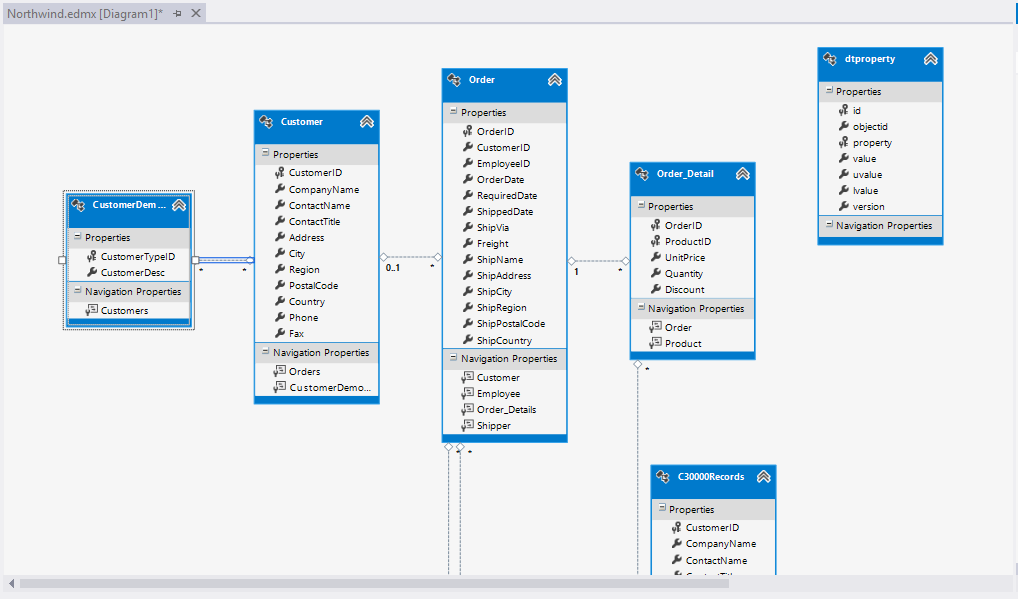 Northwind.edmx [Diagram1]*
CustomerDem...
Properties
CustomerTypeID
CustomerDesc
Navigation Properties
Customers
*
*
Customer
Properties
CustomerID
CompanyName
ContactName
ContactTitle
Address
City
Region
PostalCode
Country
Phone
Fax
Navigation Properties
Orders
CustomerDemo...
0..1
*
Order
Properties
OrderID
CustomerID
EmployeeID
OrderDate
RequiredDate
ShippedDate
ShipVia
Freight
ShipName
ShipAddress
ShipCity
ShipRegion
ShipPostalCode
ShipCountry
Navigation Properties
Customer
Employee
Order_Details
Shipper
*
*
1
*
Order_Detail
Properties
OrderID
ProductID
UnitPrice
Quantity
Discount
Navigation Properties
Order
Product
*
dtproperty
Properties
id
objectid
property
value
uvalue
lvalue
version
Navigation Properties
C30000Records
Properties
CustomerID
CompanyName
ContactName